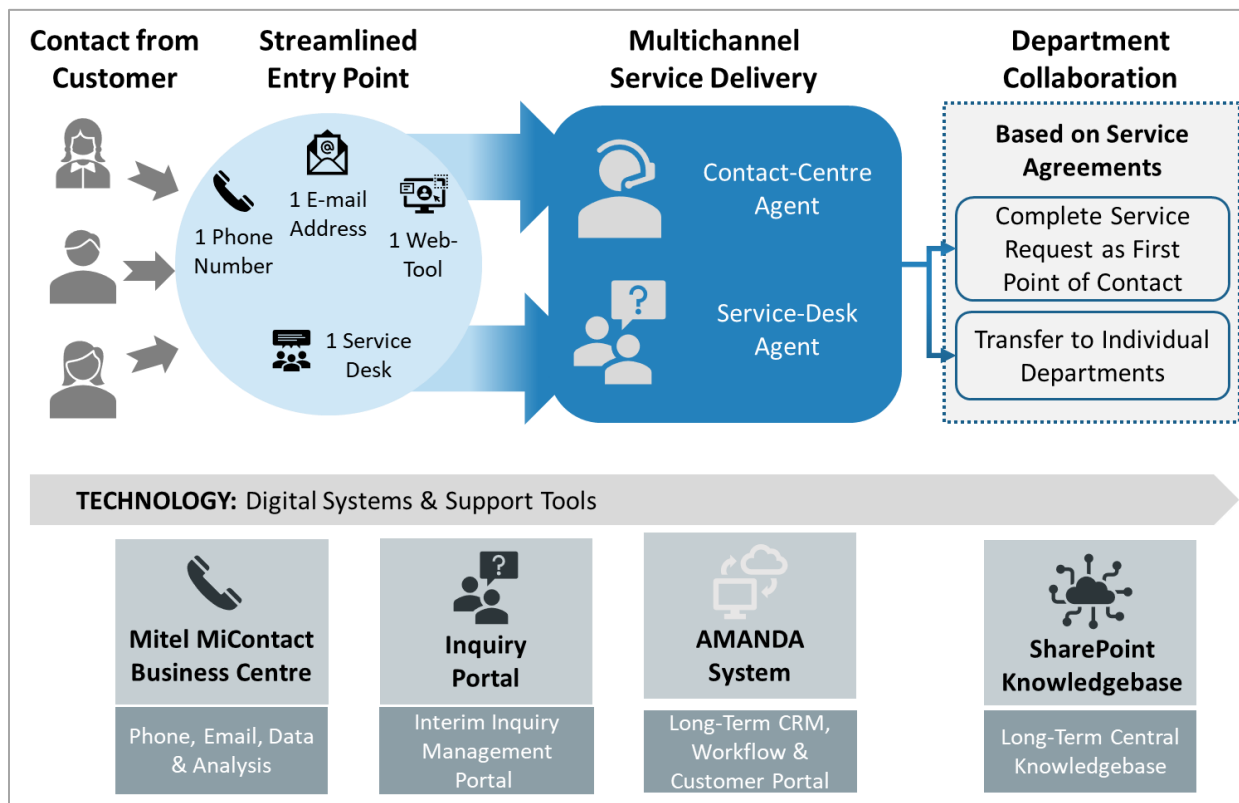 Contact from
Customer
Streamlined
Entry Point
Multichannel
Service Delivery
Department
Collaboration
1 Phone
Number
1 E-mail
Address
1 Web-
Tool
1 Service
Desk
Contact-Centre
Agent
Service-Desk
Agent
Based on Service
Agreements
Complete Service
Request as First
Point of Contact
Transfer to Individual
Departments
TECHNOLOGY: Digital Systems & Support Tools
Mitel MiContact
Business Centre
Phone, Email, Data
& Analysis
Inquiry
Portal
Interim Inquiry
Management
Portal
AMANDA
System
Long-Term CRM,
Workflow &
Customer Portal
SharePoint
Knowledgebase
Long-Term Central
Knowledgebase